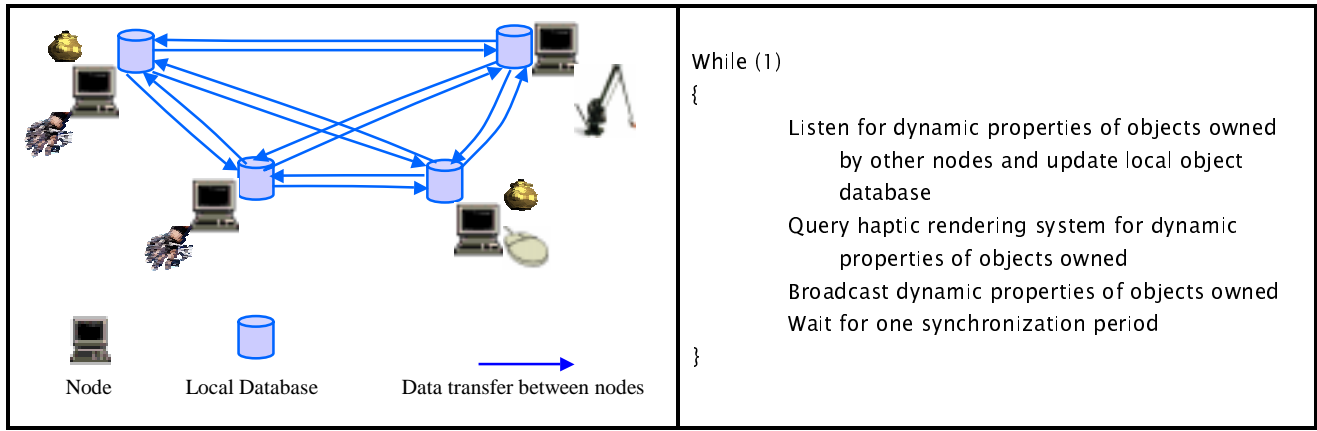 Node
Local Database
Data transfer between nodes
While (1)
{
Listen for dynamic properties of objects owned
by other nodes and update local object
database
Query haptic rendering system for dynamic
properties of objects owned
Broadcast dynamic properties of objects owned
Wait for one synchronization period
}